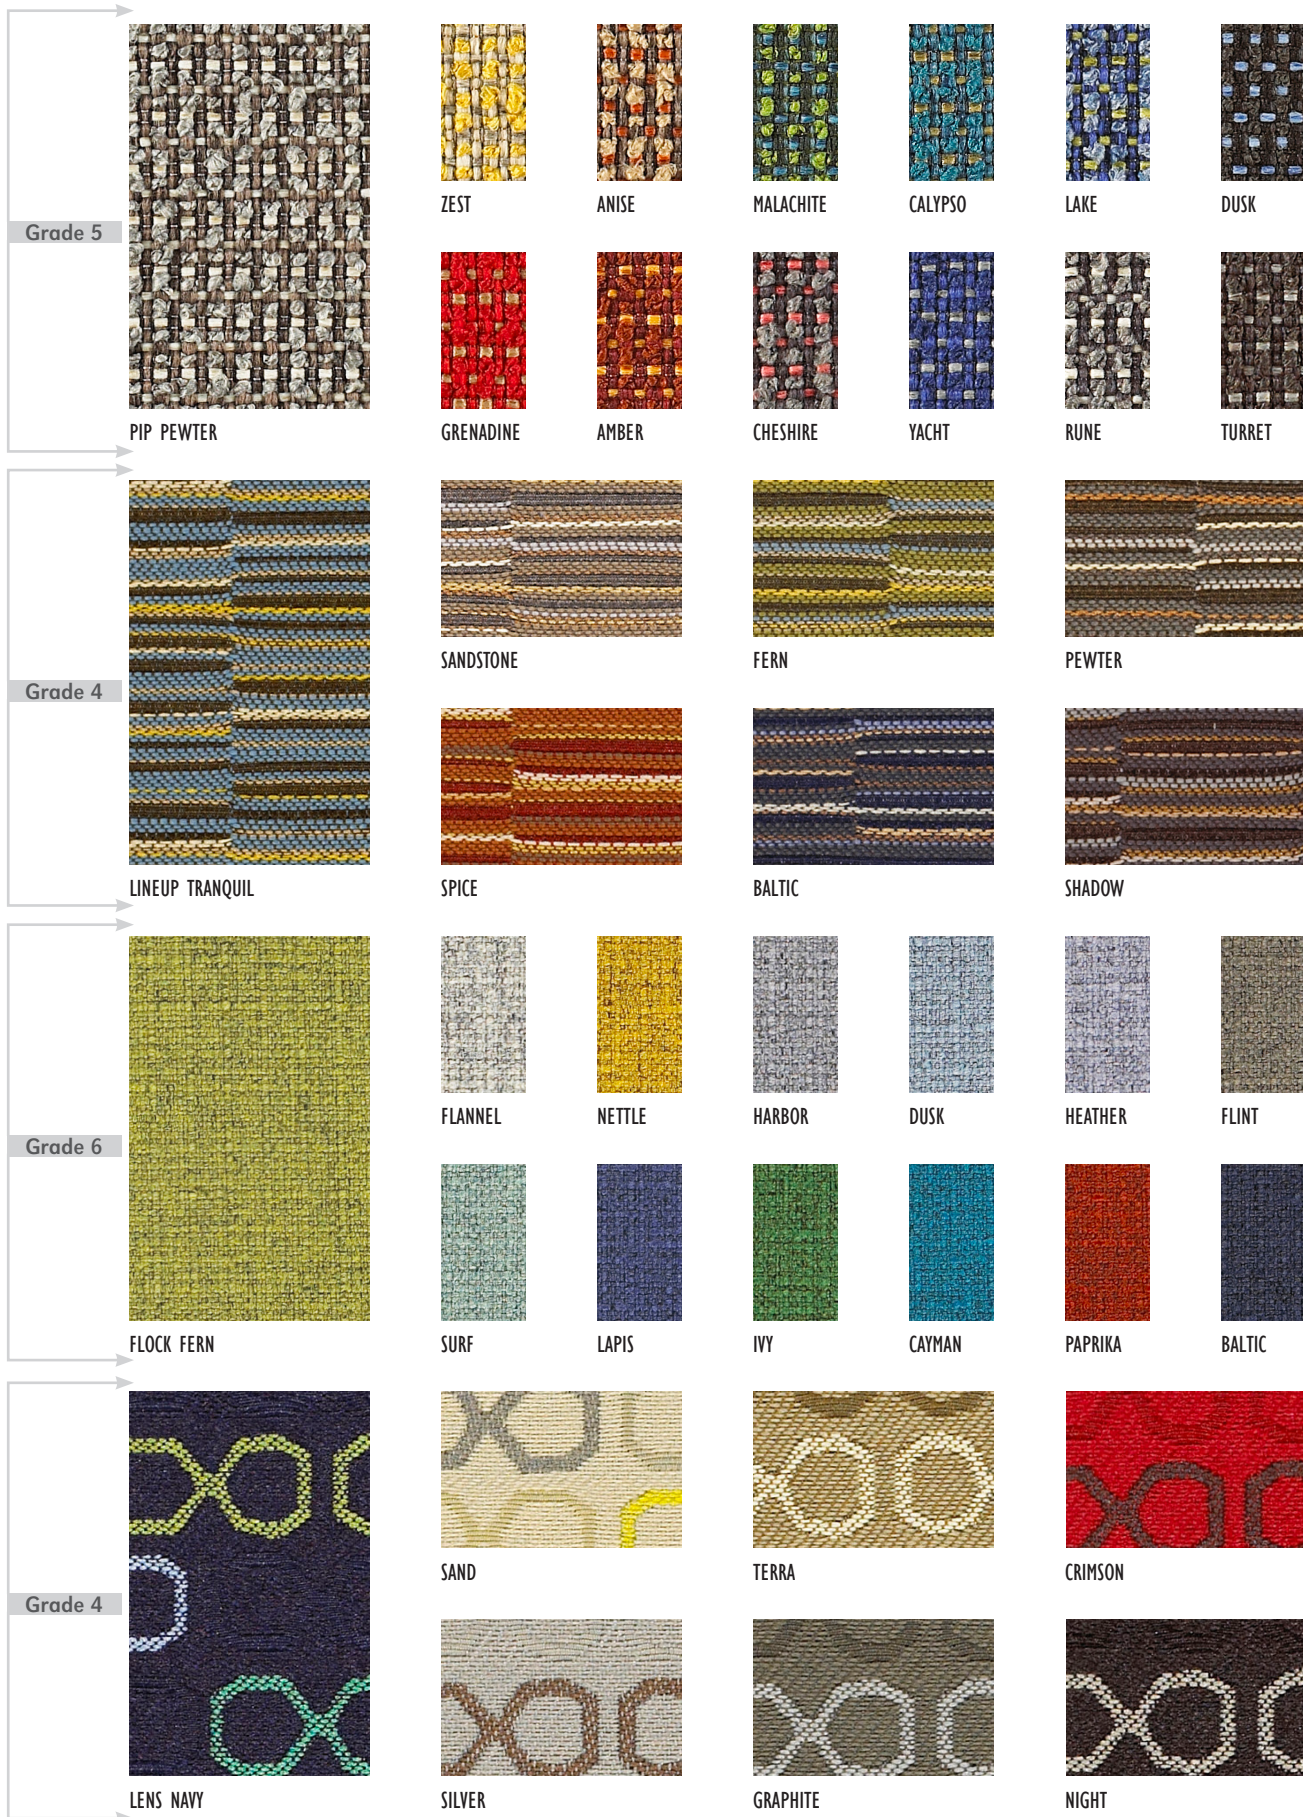 ZEST ANISE MALACHITE CALYPSO LAKE DUSK
Grade 5
PIP PEWTER GRENADINE AMBER CHESHIRE YACHT RUNE TURRET
SANDSTONE FERN PEWTER
Grade 4
LINEUP TRANQUIL SPICE BALTIC SHADOW
FLANNEL NETTLE HARBOR DUSK HEATHER FLINT
Grade 6
FLOCK FERN SURF LAPIS IVY CAYMAN PAPRIKA BALTIC
SAND TERRA CRIMSON
Grade 4
LENS NAVY SILVER GRAPHITE NIGHT